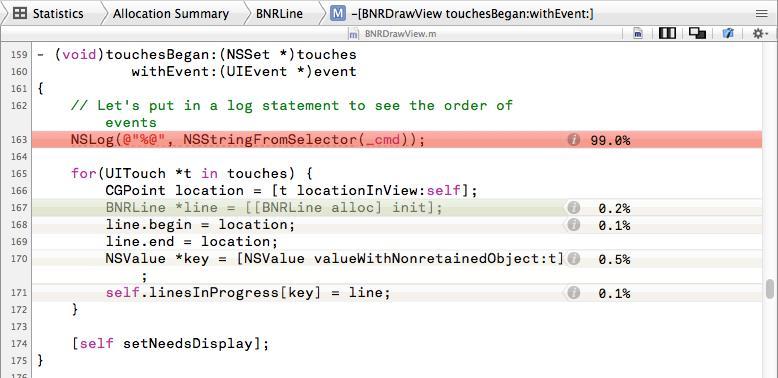 Statistics Allocation Summary BNRLine M -[BNRDrawView touchesBegan:withEvent:]
m BNRDrawView.m m
159 - (void)touchesBegan:(NSSet *)touches
160 withEvent:(UIEvent *)event
161 {
162 // Let's put in a log statement to see the order of
events
163 NSLog(@"%@", NSStringFromSelector(_cmd)); i 99.0%
164
165 for(UITouch *t in touches) {
166 CGPoint location = [t locationInView:self];
167 BNRLine *line = [[BNRLine alloc] init]; i 0.2%
168 line.begin = location; i 0.1%
169 line.end = location;
170 NSValue *key = [NSValue valueWithNonretainedObject:t] i 0.5%
;
171 self.linesInProgress[key] = line; i 0.1%
172 }
173
174 [self setNeedsDisplay];
175 }
176